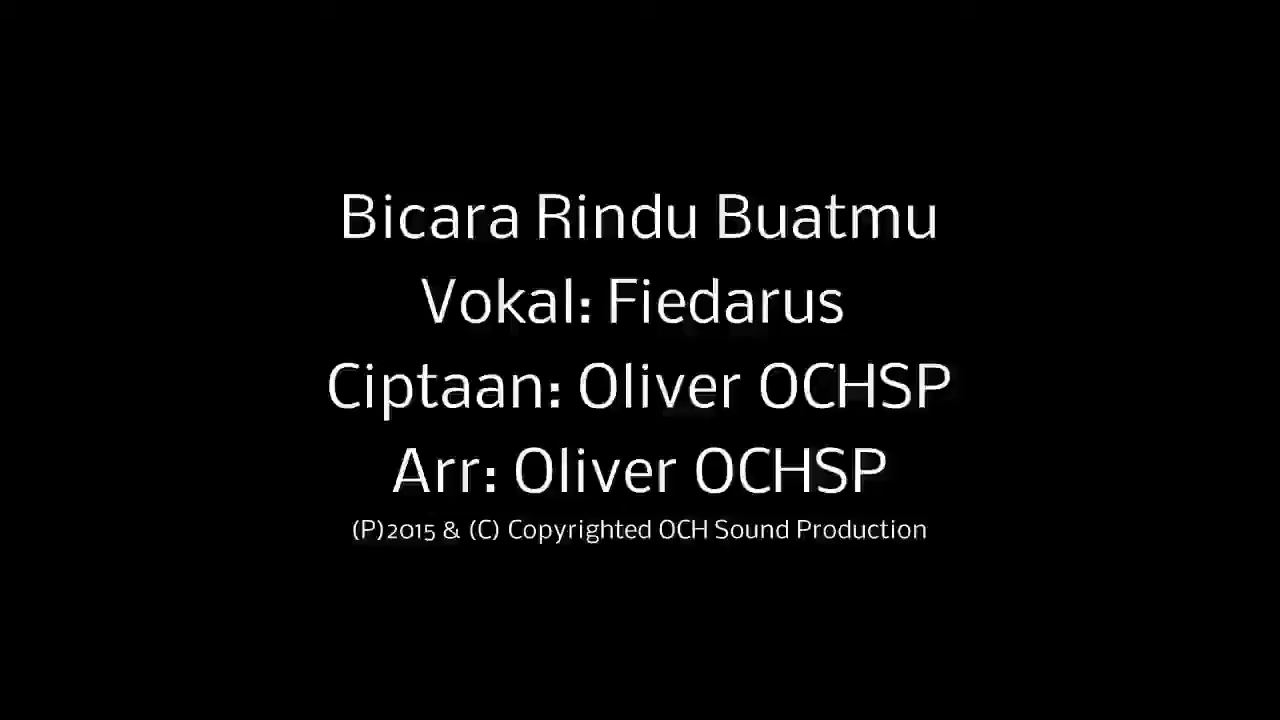 Bicara Rindu Buatmu
Vokal: Fiedarus
Ciptaan: Oliver OCHSP
Arr: Oliver OCHSP
(P)2015 & (C) Copyrighted OCH Sound Production